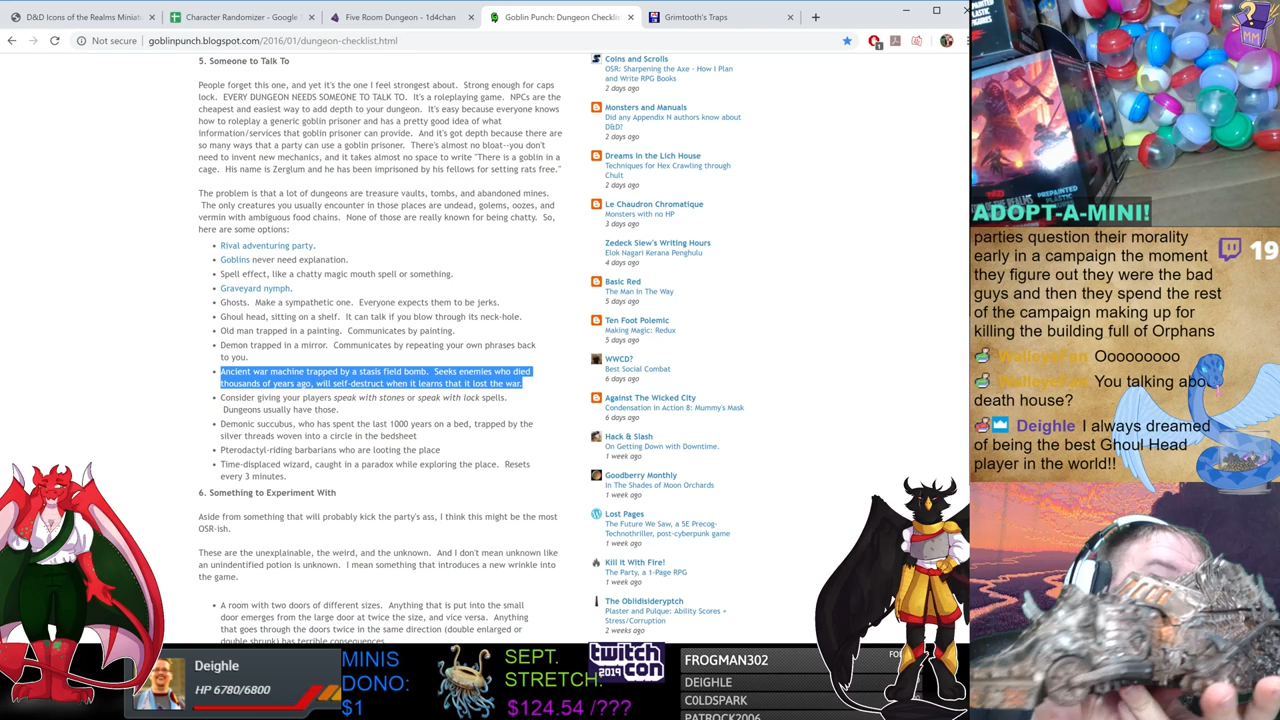 D&D Icons of the Realms Miniat
Character Randomizer - Google
Five Room Dungeon - 1d4chan
Goblin Punch: Dungeon Checklis
Grimtooth's Traps
Not secure
goblinpunch.blogspot.com/2016/01/dungeon-checklist.html
5. Someone to Talk To
People forget this one, and yet it's the one I feel strongest about. Strong enough for caps
lock. EVERY DUNGEON NEEDS SOMEONE TO TALK TO. It's a roleplaying game. NPCs are the
cheapest and easiest way to add depth to your dungeon. It's easy because everyone knows
how to roleplay a generic goblin prisoner and has a pretty good idea of what
information/services that goblin prisoner can provide. And it's got depth because there are
so many ways that a party can use a goblin prisoner. There's almost no bloat--you don't
need to invent new mechanics, and it takes almost no space to write "There is a goblin in a
cage. His name is Zerglum and he has been imprisoned by his fellows for setting rats free."
The problem is that a lot of dungeons are treasure vaults, tombs, and abandoned mines.
The only creatures you usually encounter in those places are undead, golems, oozes, and
vermin with ambiguous food chains. None of those are really known for being chatty. So,
here are some options:
• Rival adventuring party.
• Goblins never need explanation.
• Spell effect, like a chatty magic mouth spell or something.
• Graveyard nymph.
• Ghosts. Make a sympathetic one. Everyone expects them to be jerks.
• Ghoul head, sitting on a shelf. It can talk if you blow through its neck-hole.
• Old man trapped in a painting. Communicates by painting.
• Demon trapped in a mirror. Communicates by repeating your own phrases back
to you.
• Ancient war machine trapped by a stasis field bomb. Seeks enemies who died
thousands of years ago, will self-destruct when it learns that it lost the war.
• Consider giving your players speak with stones or speak with lock spells.
Dungeons usually have those.
• Demonic succubus, who has spent the last 1000 years on a bed, trapped by the
silver threads woven into a circle in the bedsheet
• Pterodactyl-riding barbarians who are looting the place
• Time-displaced wizard, caught in a paradox while exploring the place. Resets
every 3 minutes.
6. Something to Experiment With
Aside from something that will probably kick the party's ass, I think this might be the most
OSR-ish.
These are the unexplainable, the weird, and the unknown. And I don't mean unknown like
an unidentified potion is unknown. I mean something that introduces a new wrinkle into
the game.
• A room with two doors of different sizes. Anything that is put into the small
door emerges from the large door at twice the size, and vice versa. Anything
that goes through the doors twice in the same direction (double enlarged or
double shrunk) has terrible consequences.
Coins and Scrolls
OSR: Sharpening the Axe - How I Plan
and Write RPG Books
2 days ago
Monsters and Manuals
Did any Appendix N authors know about
D&D?
2 days ago
Dreams in the Lich House
Techniques for Hex Crawling through
Chult
2 days ago
Le Chaudron Chromatique
Monsters with no HP
2 days ago
Zedeck Siew's Writing Hours
Elok Nagari Kerana Penghulu
4 days ago
Basic Red
The Man In The Way
5 days ago
Ten Foot Polemic
Making Magic: Redux
5 days ago
WWCD?
Best Social Combat
6 days ago
Against The Wicked City
Condensation in Action 8: Mummy's Mask
6 days ago
Hack & Slash
On Getting Down with Downtime.
1 week ago
Goodberry Monthly
In The Shades of Moon Orchards
1 week ago
Lost Pages
The Future We Saw, a 5E Precog-
Technothriller, post-cyberpunk game
1 week ago
Kill It With Fire!
The Party, a 1-Page RPG
1 week ago
The Oblidisideryptch
Plaster and Pulque: Ability Scores +
Stress/Corruption
2 weeks ago
MM
PREPAINTED
PLASTIC
ADOPT-A-MINI!
19
parties question their morality
early in a campaign the moment
they figure out they were the bad
guys and then they spend the rest
of the campaign making up for
killing the building full of Orphans
WalleyeFan Oooooooo
WalleyeFan You talking about
death house?
Deighle I always dreamed
of being the best Ghoul Head
player in the world!!
Deighle
HP 6780/6800
MINIS
DONO:
$1
SEPT.
STRETCH:
$124.54 /???
twitch
con
2019
FROGMAN302
FO
DEIGHLE
C0LDSPARK
PATROCK2006